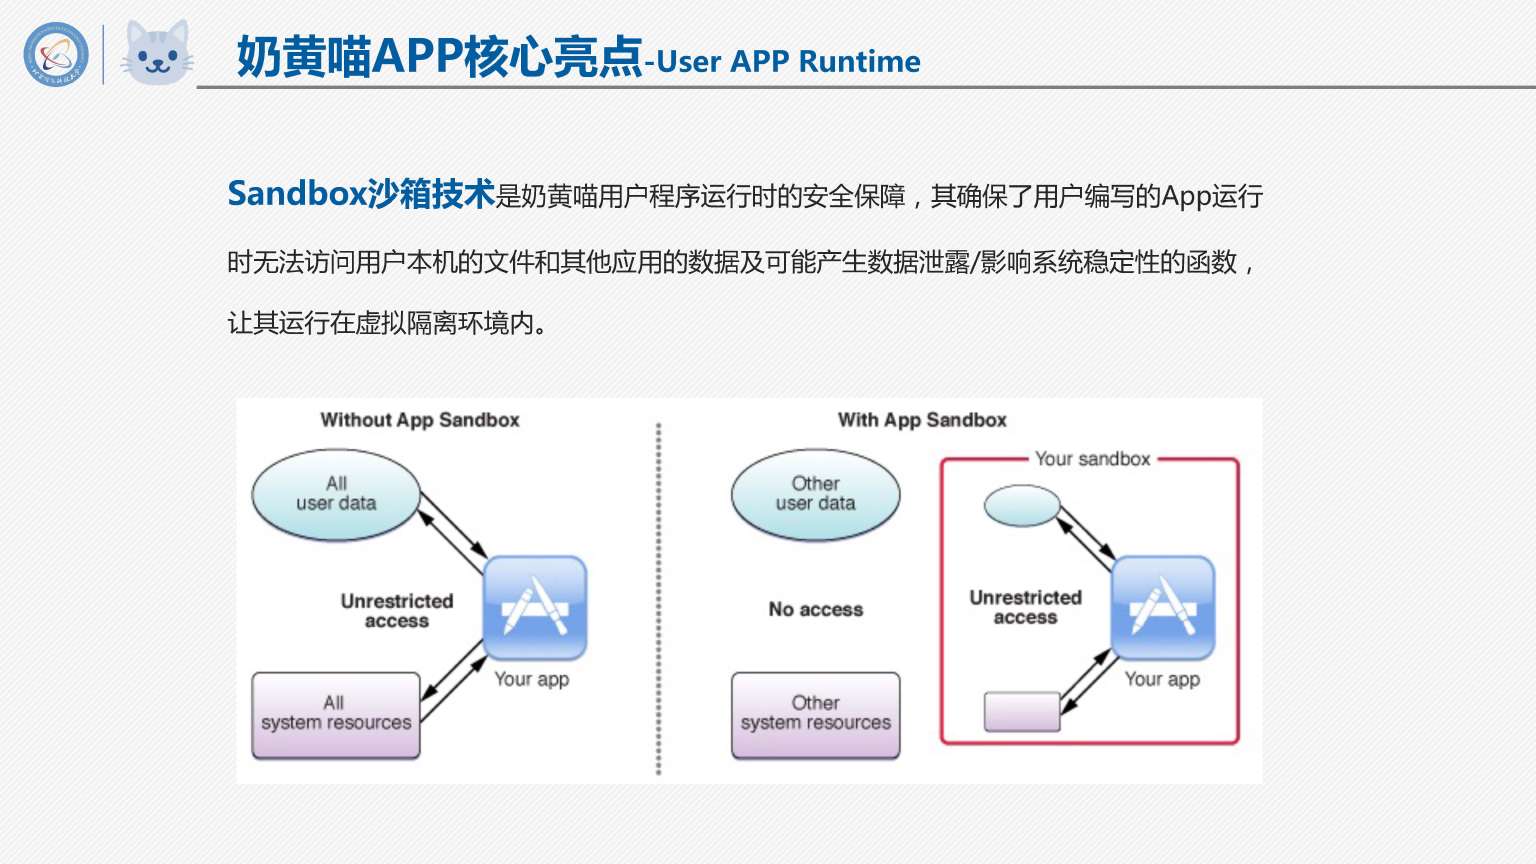 奶黄喵APP核心亮点-User APP Runtime
Sandbox沙箱技术是奶黄喵用户程序运行时的安全保障，其确保了用户编写的App运行
时无法访问用户本机的文件和其他应用的数据及可能产生数据泄露/影响系统稳定性的函数，
让其运行在虚拟隔离环境内。
Without App Sandbox
All
user data
Unrestricted
access
Your app
All
system resources
With App Sandbox
Other
user data
Your sandbox
No access
Unrestricted
access
Your app
Other
system resources